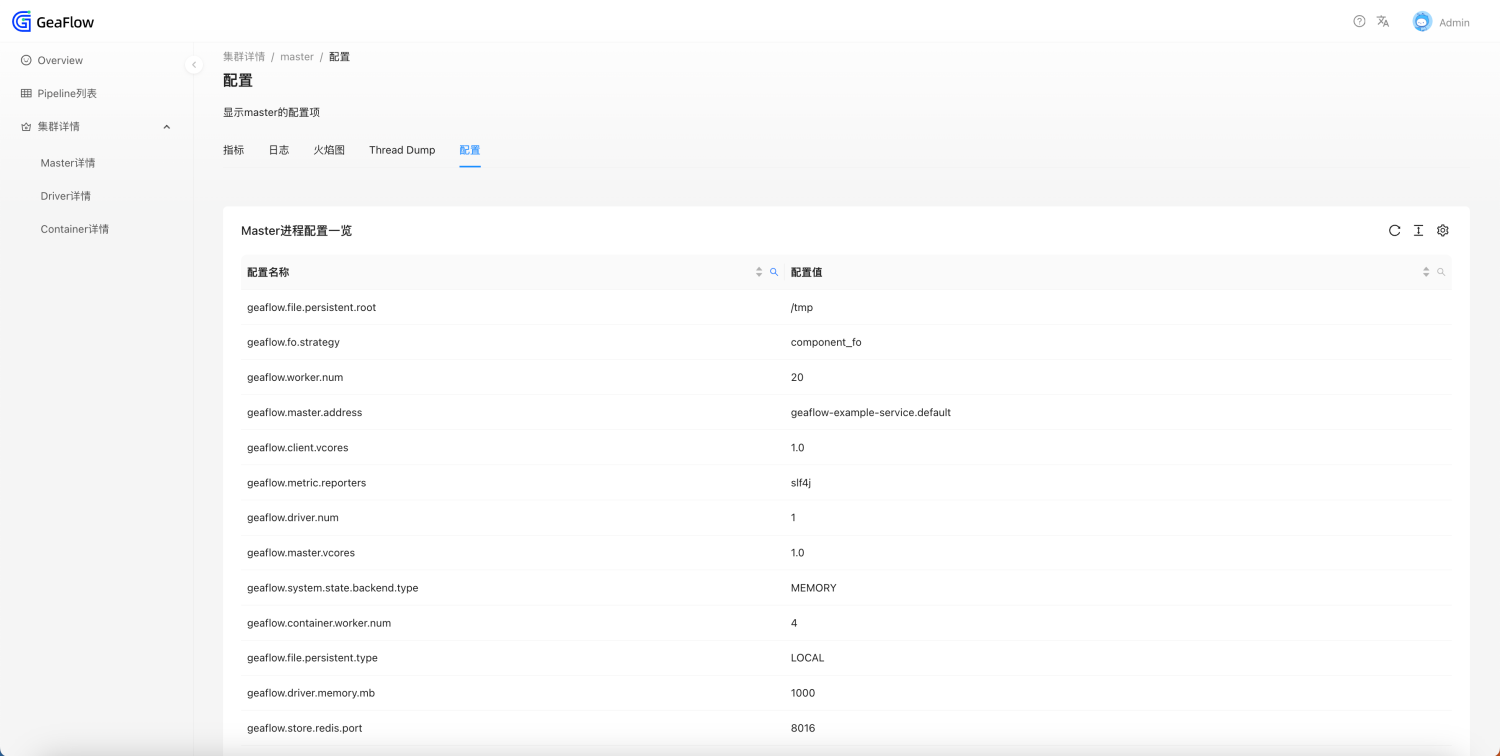 GeaFlow
Admin
Overview
Pipeline列表
集群详情
Master详情
Driver详情
Container详情
集群详情 / master / 配置
配置
显示master的配置项
指标 日志 火焰图 Thread Dump 配置
Master进程配置一览
配置名称 配置值
geaflow.file.persistent.root /tmp
geaflow.fo.strategy component_fo
geaflow.worker.num 20
geaflow.master.address geaflow-example-service.default
geaflow.client.vcores 1.0
geaflow.metric.reporters slf4j
geaflow.driver.num 1
geaflow.master.vcores 1.0
geaflow.system.state.backend.type MEMORY
geaflow.container.worker.num 4
geaflow.file.persistent.type LOCAL
geaflow.driver.memory.mb 1000
geaflow.store.redis.port 8016